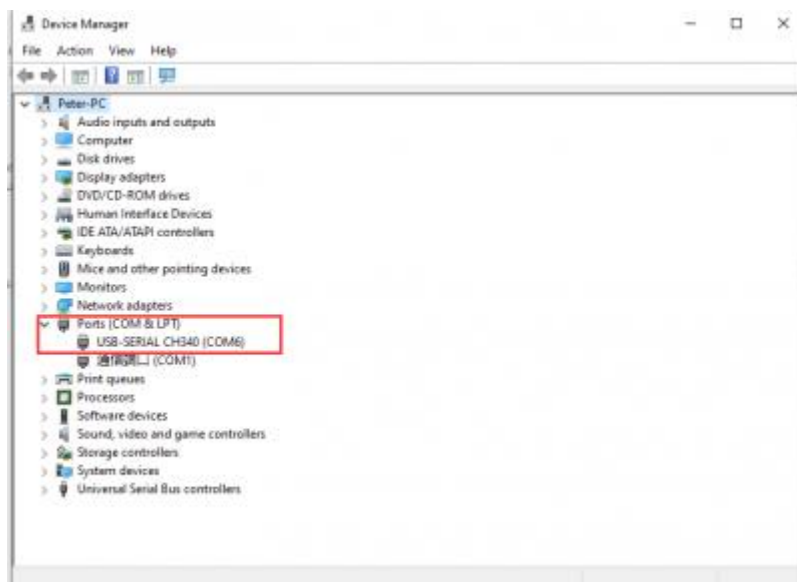 Device Manager
File Action View Help
Peter-PC
Audio inputs and outputs
Computer
Disk drives
Display adapters
DVD/CD-ROM drives
Human Interface Devices
IDE ATA/ATAPI controllers
Keyboards
Mice and other pointing devices
Monitors
Network adapters
Ports (COM & LPT)
USB-SERIAL CH340 (COM6)
(COM1)
Print queues
Processors
Software devices
Sound, video and game controllers
Storage controllers
System devices
Universal Serial Bus controllers